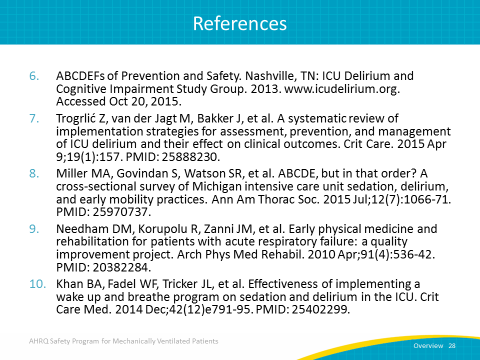 References
6. ABCDEFs of Prevention and Safety. Nashville, TN: ICU Delirium and
Cognitive Impairment Study Group. 2013. www.icudelirium.org.
Accessed Oct 20, 2015.
7. Trogrlić Z, van der Jagt M, Bakker J, et al. A systematic review of
implementation strategies for assessment, prevention, and management
of ICU delirium and their effect on clinical outcomes. Crit Care. 2015 Apr
9;19(1):157. PMID: 25888230.
8. Miller MA, Govindan S, Watson SR, et al. ABCDE, but in that order? A
cross-sectional survey of Michigan intensive care unit sedation, delirium,
and early mobility practices. Ann Am Thorac Soc. 2015 Jul;12(7):1066-71.
PMID: 25970737.
9. Needham DM, Korupolu R, Zanni JM, et al. Early physical medicine and
rehabilitation for patients with acute respiratory failure: a quality
improvement project. Arch Phys Med Rehabil. 2010 Apr;91(4):536-42.
PMID: 20382284.
10. Khan BA, Fadel WF, Tricker JL, et al. Effectiveness of implementing a
wake up and breathe program on sedation and delirium in the ICU. Crit
Care Med. 2014 Dec;42(12)e791-95. PMID: 25402299.
AHRQ Safety Program for Mechanically Ventilated Patients
Overview 28